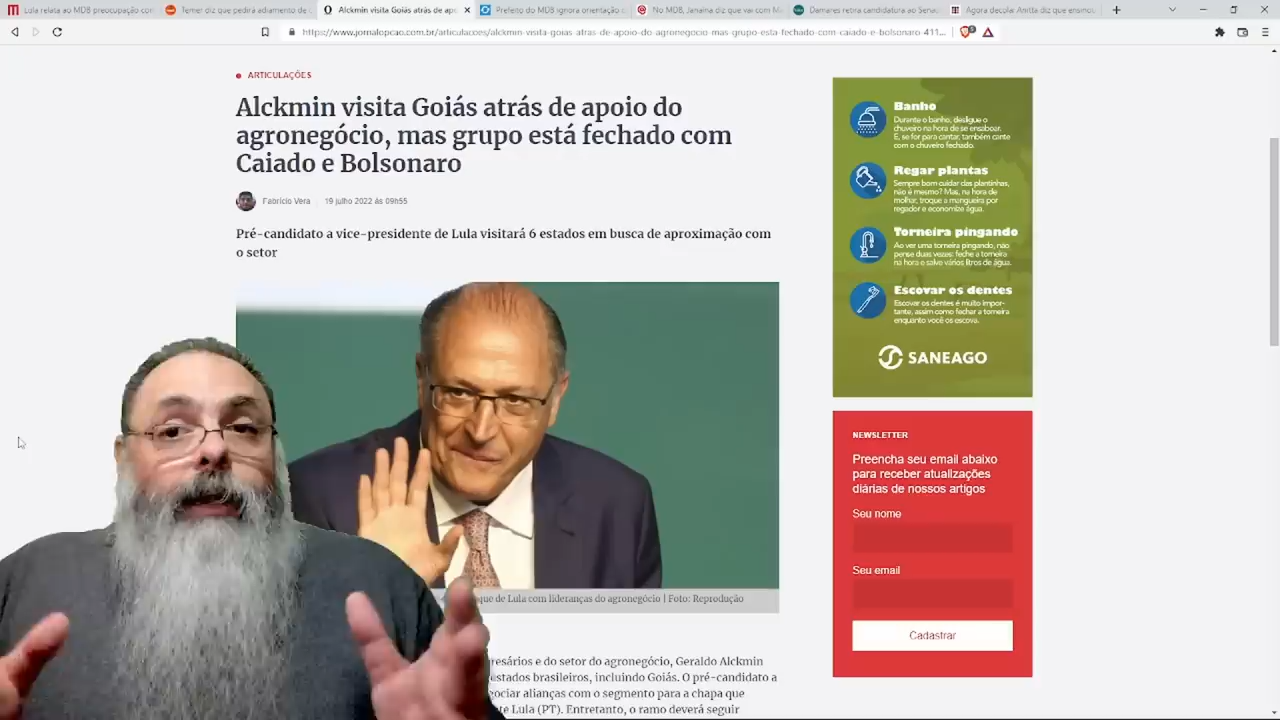 Lula relata ao MDB preocupação con
Temer diz que pedirá adiamento de
Alckmin visita Goiás atrás de apo
Prefeito do MDB ignora orientação
No MDB, Janaína diz que vai com M
Damares retira candidatura ao Sena
Agora decola! Anitta diz que ensinou
https://www.jornalopcao.com.br/articulacoes/alckmin-visita-goias-atras-de-apoio-do-agronegocio-mas-grupo-esta-fechado-com-caiado-e-bolsonaro-411...
ARTICULAÇÕES
Alckmin visita Goiás atrás de apoio do
agronegócio, mas grupo está fechado com
Caiado e Bolsonaro
Fabrício Vera
19 julho 2022 às 09h55
Pré-candidato a vice-presidente de Lula visitará 6 estados em busca de aproximação com
o setor
que de Lula com lideranças do agronegócio | Foto: Reprodução
resários e do setor do agronegócio, Geraldo Alckmin
estados brasileiros, incluindo Goiás. O pré-candidato a
ociar alianças com o segmento para a chapa que
te Lula (PT). Entretanto, o ramo deverá seguir
Banho
Durante o banho, desligue o
chuveiro na hora de se ensaboar.
E, se for para cantar, também cante
com o chuveiro fechado.
Regar plantas
Sempre bom cuidar das plantinhas,
não é mesmo? Mas, na hora de
molhar, troque a mangueira por
regador e economize água.
Torneira pingando
Ao ver uma torneira pingando, não
pense duas vezes: feche a torneira
na hora e salve vários litros de água.
Escovar os dentes
Escovar os dentes é muito impor-
tante, assim como fechar a torneira
enquanto você os escova.
SANEAGO
NEWSLETTER
Preencha seu email abaixo
para receber atualizações
diárias de nossos artigos
Seu nome
Seu email
Cadastrar